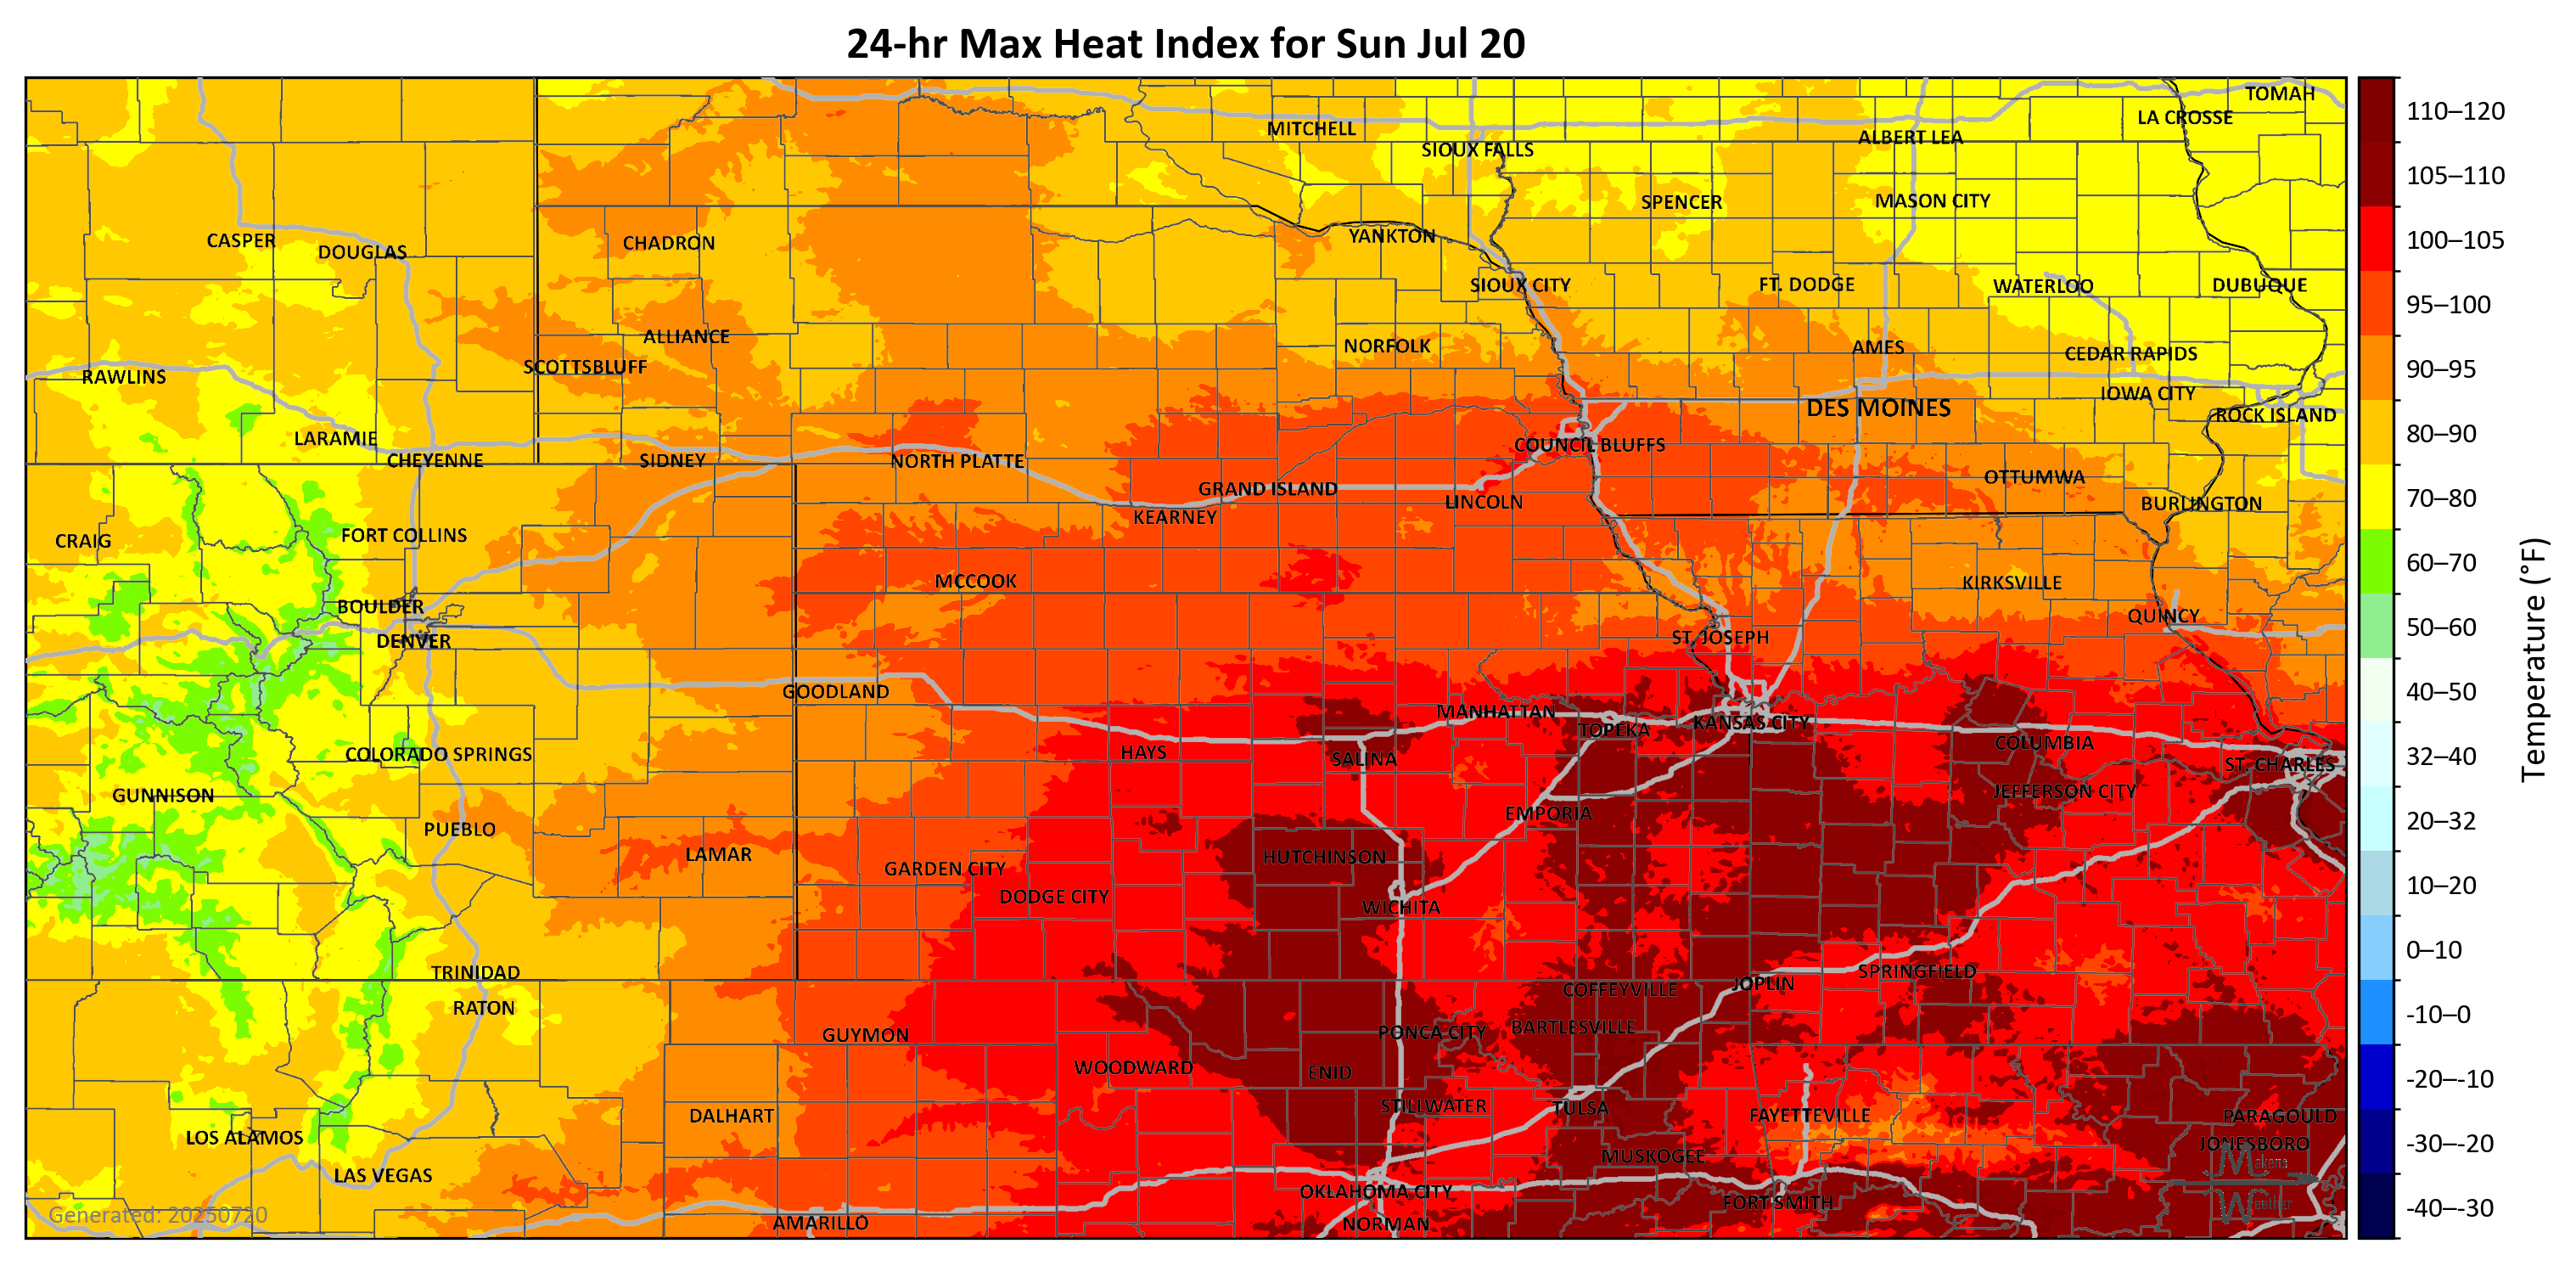 24-hr Max Heat Index for Sun Jul 20
TOMAH
LA CROSSE
MITCHELL
ALBERT LEA
SIOUX FALLS
SPENCER
MASON CITY
YANKTON
CASPER
CHADRON
DOUGLAS
SIOUX CITY
FT. DODGE
WATERLOO
DUBUQUE
ALLIANCE
NORFOLK
AMES
CEDAR RAPIDS
SCOTTSBLUFF
RAWLINS
IOWA CITY
DES MOINES
ROCK ISLAND
LARAMIE
COUNCIL BLUFFS
CHEYENNE
SIDNEY
NORTH PLATTE
OTTUMWA
GRAND ISLAND
LINCOLN
BURLINGTON
KEARNEY
FORT COLLINS
CRAIG
MCCOOK
KIRKSVILLE
BOULDER
QUINCY
DENVER
ST. JOSEPH
GOODLAND
MANHATTAN
TOPEKA
KANSAS CITY
COLUMBIA
COLORADO SPRINGS
HAYS
SALINA
ST. CHARLES
GUNNISON
JEFFERSON CITY
EMPORIA
PUEBLO
LAMAR
HUTCHINSON
GARDEN CITY
DODGE CITY
WICHITA
TRINIDAD
SPRINGFIELD
JOPLIN
COFFEYVILLE
RATON
BARTLESVILLE
PONCA CITY
GUYMON
WOODWARD
ENID
STILLWATER
TULSA
DALHART
FAYETTEVILLE
PARAGOULD
LOS ALAMOS
JONESBORO
MUSKOGEE
LAS VEGAS
OKLAHOMA CITY
FORT SMITH
AMARILLO
NORMAN
Makens
Weather
Generated: 20250720
110–120
105–110
100–105
95–100
90–95
80–90
70–80
60–70
50–60
40–50
32–40
20–32
10–20
0–10
-10–0
-20–-10
-30–-20
-40–-30
Temperature (°F)